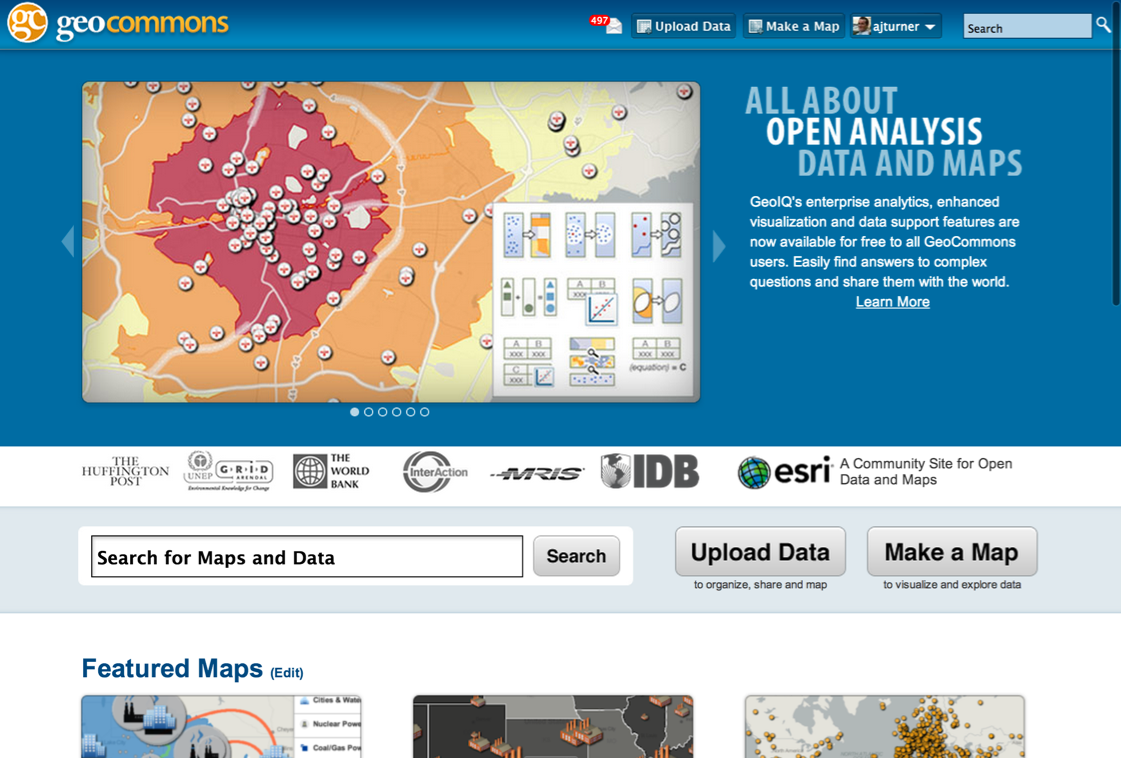 geocommons
497
Upload Data
Make a Map
ajturner
Search
ALL ABOUT
OPEN ANALYSIS
DATA AND MAPS
GeoIQ's enterprise analytics, enhanced
visualization and data support features are
now available for free to all GeoCommons
users. Easily find answers to complex
questions and share them with the world.
Learn More
A B
xxx
A B
xxx xxx
C
xxx
A B
xxx xxx
(equation) = C
THE
HUFFINGTON
POST
UNEP
G·R·I·D
ARENDAL
Environmental Knowledge for Change
THE
WORLD
BANK
InterAction
MRIS
IDB
esri
A Community Site for Open
Data and Maps
Search for Maps and Data
Search
Upload Data
to organize, share and map
Make a Map
to visualize and explore data
Featured Maps (Edit)
Cities & Wate
Nuclear Powe
Coal/Gas Pow